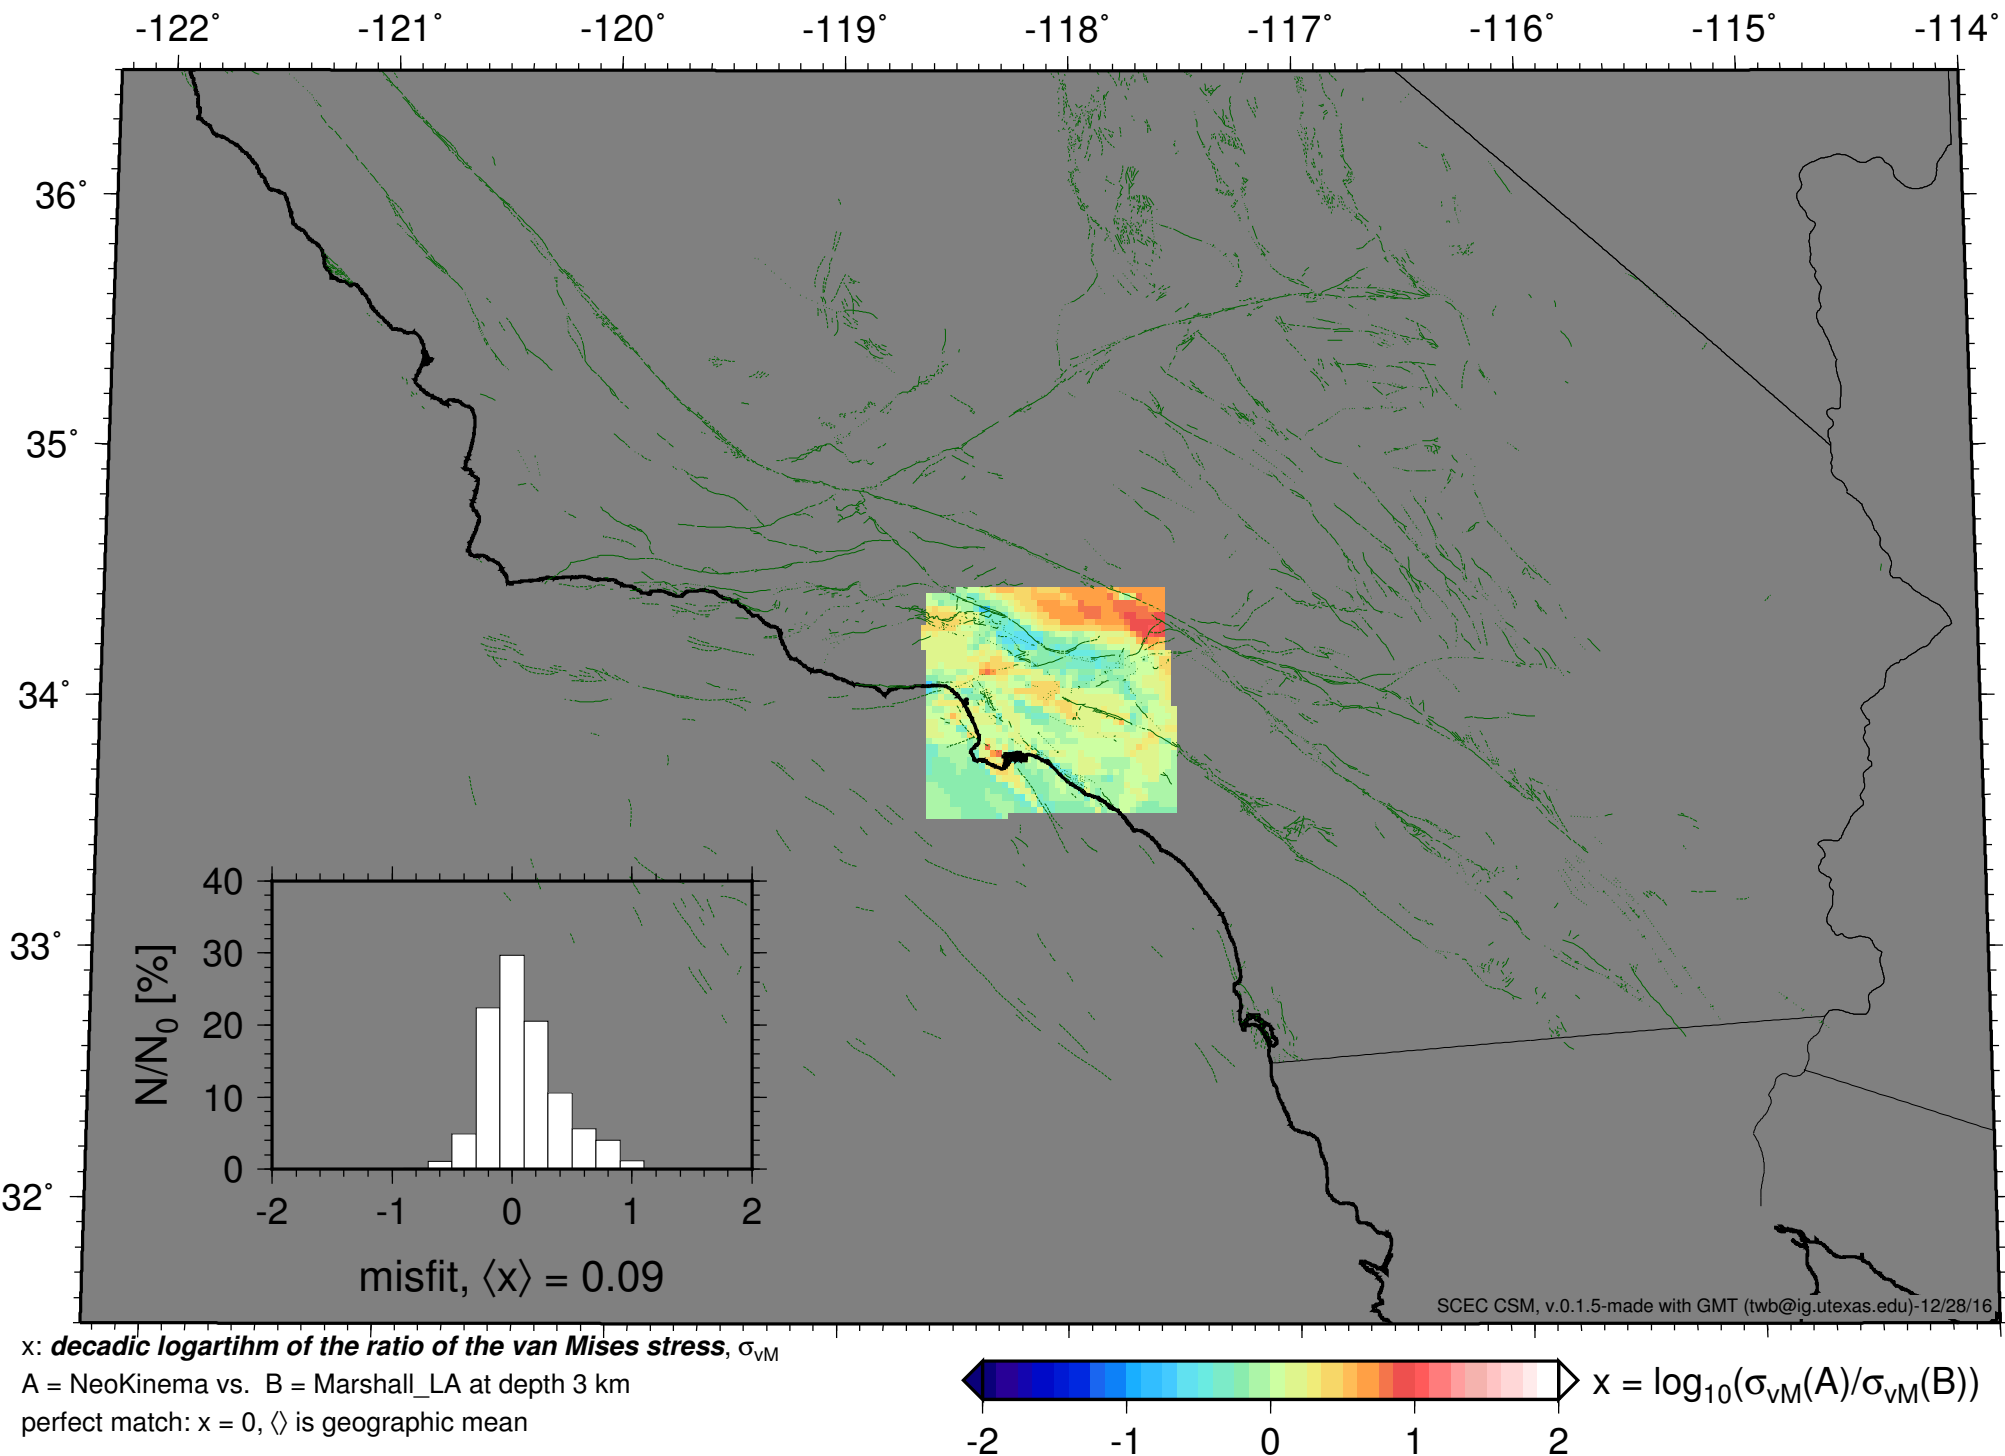 -122° -121° -120° -119° -118° -117° -116° -115° -114°
36°
35°
34°
33°
32°
40
30
20
10
0
N/N0 [%]
-2 -1 0 1 2
misfit, ⟨x⟩ = 0.09
SCEC CSM, v.0.1.5-made with GMT (twb@ig.utexas.edu)-12/28/16
x: decadic logartihm of the ratio of the van Mises stress, σvM
A = NeoKinema vs. B = Marshall_LA at depth 3 km
perfect match: x = 0, ⟨⟩ is geographic mean
x = log10(σvM(A)/σvM(B))
-2 -1 0 1 2